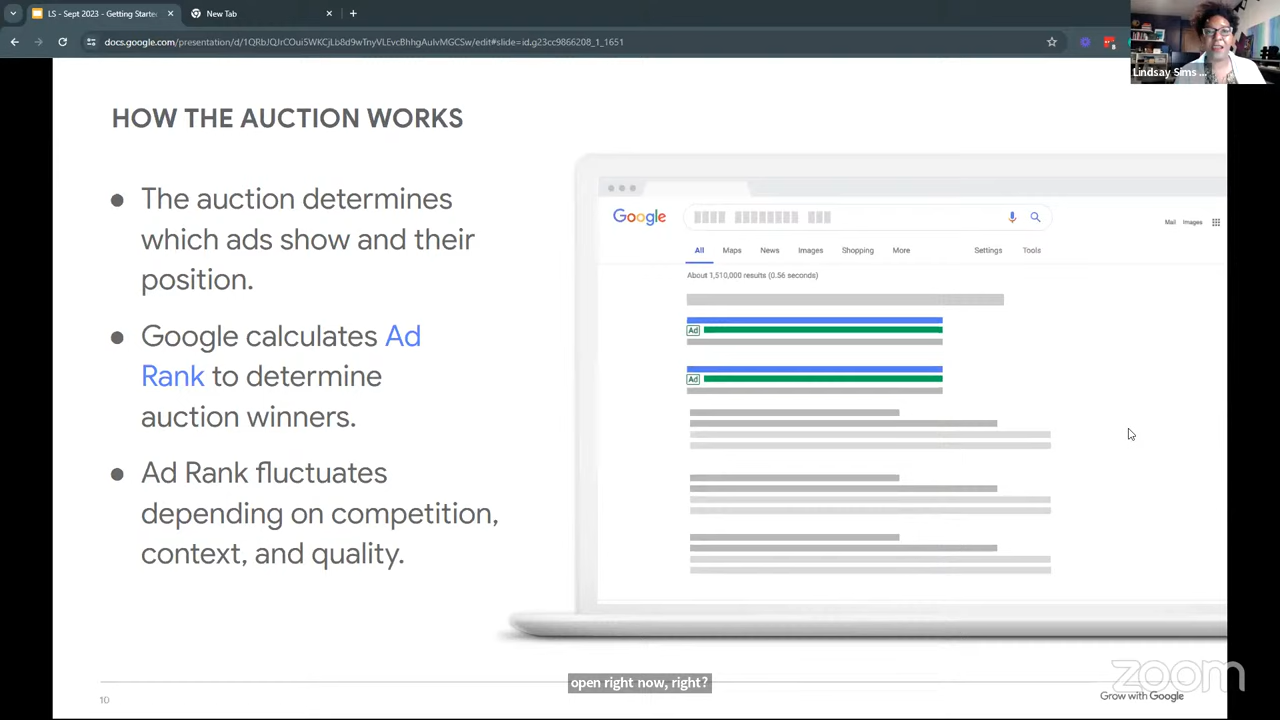 LS - Sept 2023 - Getting Starte
New Tab
docs.google.com/presentation/d/1QRbJQJrCOui5WKCjLb8d9wTnyVLEvcBhhgAulvMGCSw/edit#slide=id.g23cc9866208_1_1651
Lindsay Sims ...
HOW THE AUCTION WORKS
The auction determines
which ads show and their
position.
Google calculates Ad
Rank to determine
auction winners.
Ad Rank fluctuates
depending on competition,
context, and quality.
Google
Mail Images
All Maps News Images Shopping More Settings Tools
About 1,510,000 results (0.56 seconds)
Ad
Ad
open right now, right?
zoom
10
Grow with Google